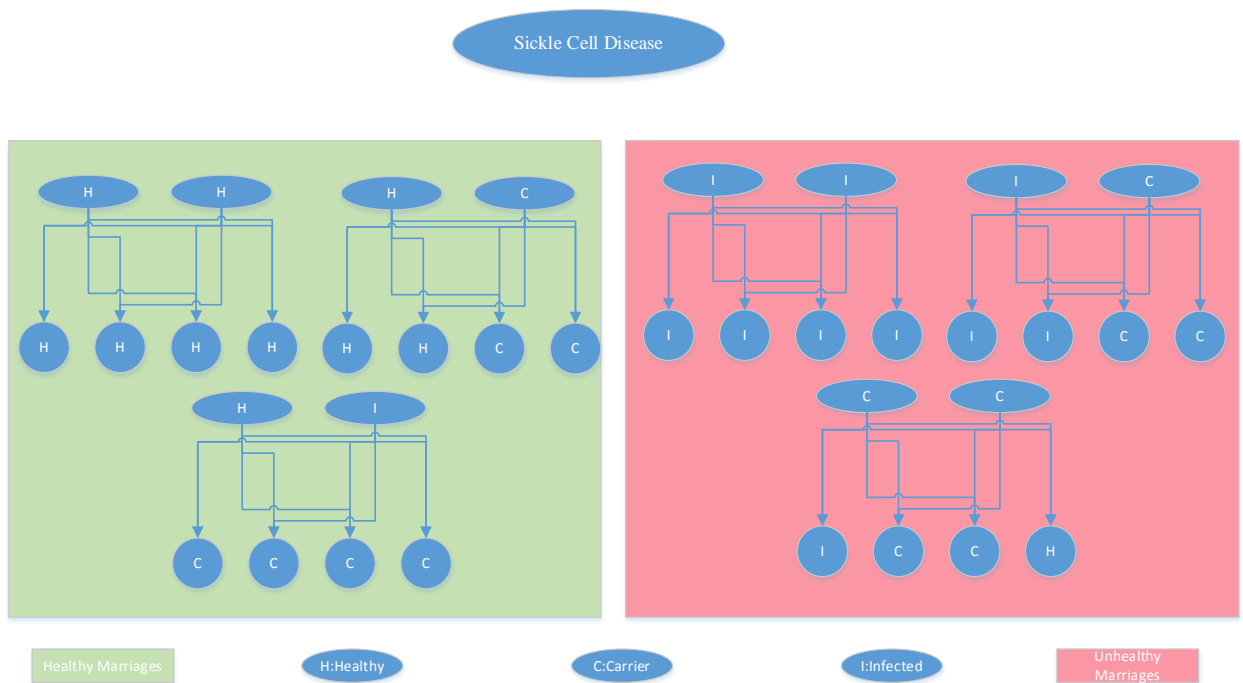 Sickle Cell Disease
H H H C
H H H H H H C C
H I
C C C C
I I I C
I I I I I I C C
C C
I C C H
Healthy Marriages
H:Healthy
C:Carrier
I:Infected
Unhealthy
Marriages